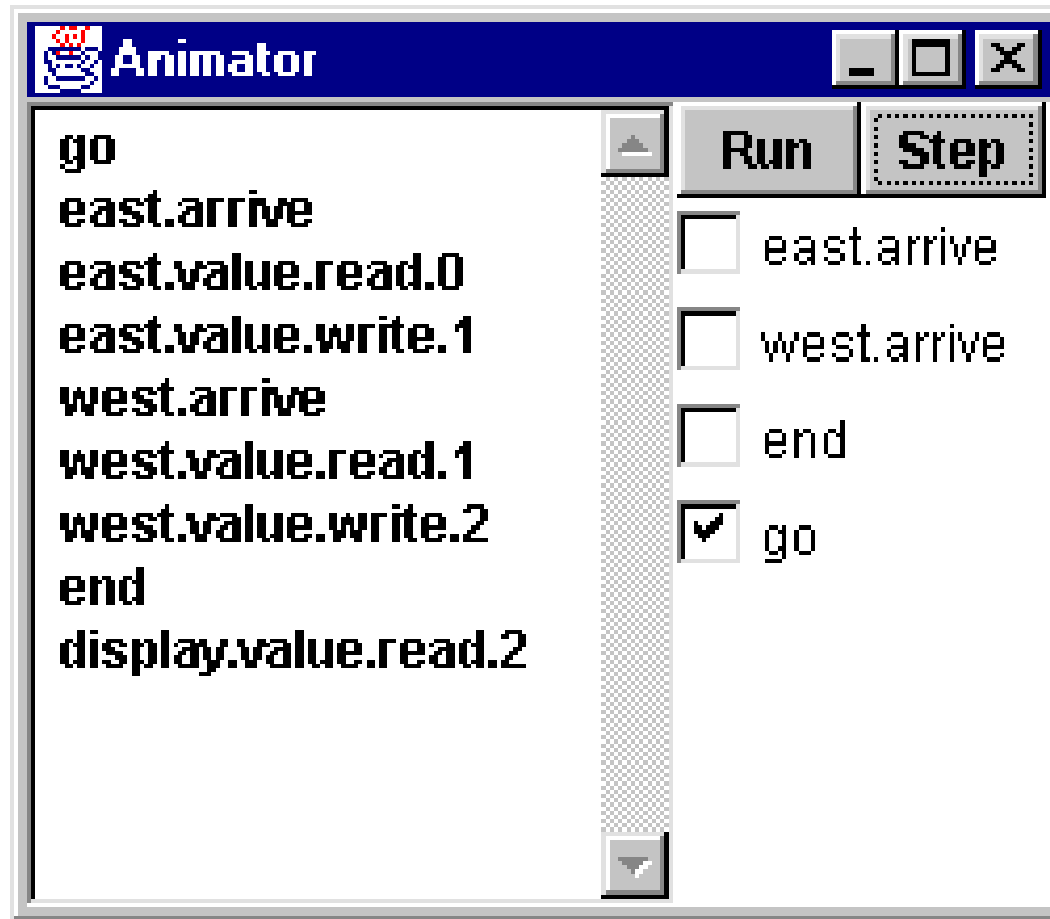 Animator
go
east.arrive
east.value.read.0
east.value.write.1
west.arrive
west.value.read.1
west.value.write.2
end
display.value.read.2
Run Step
east.arrive
west.arrive
end
go